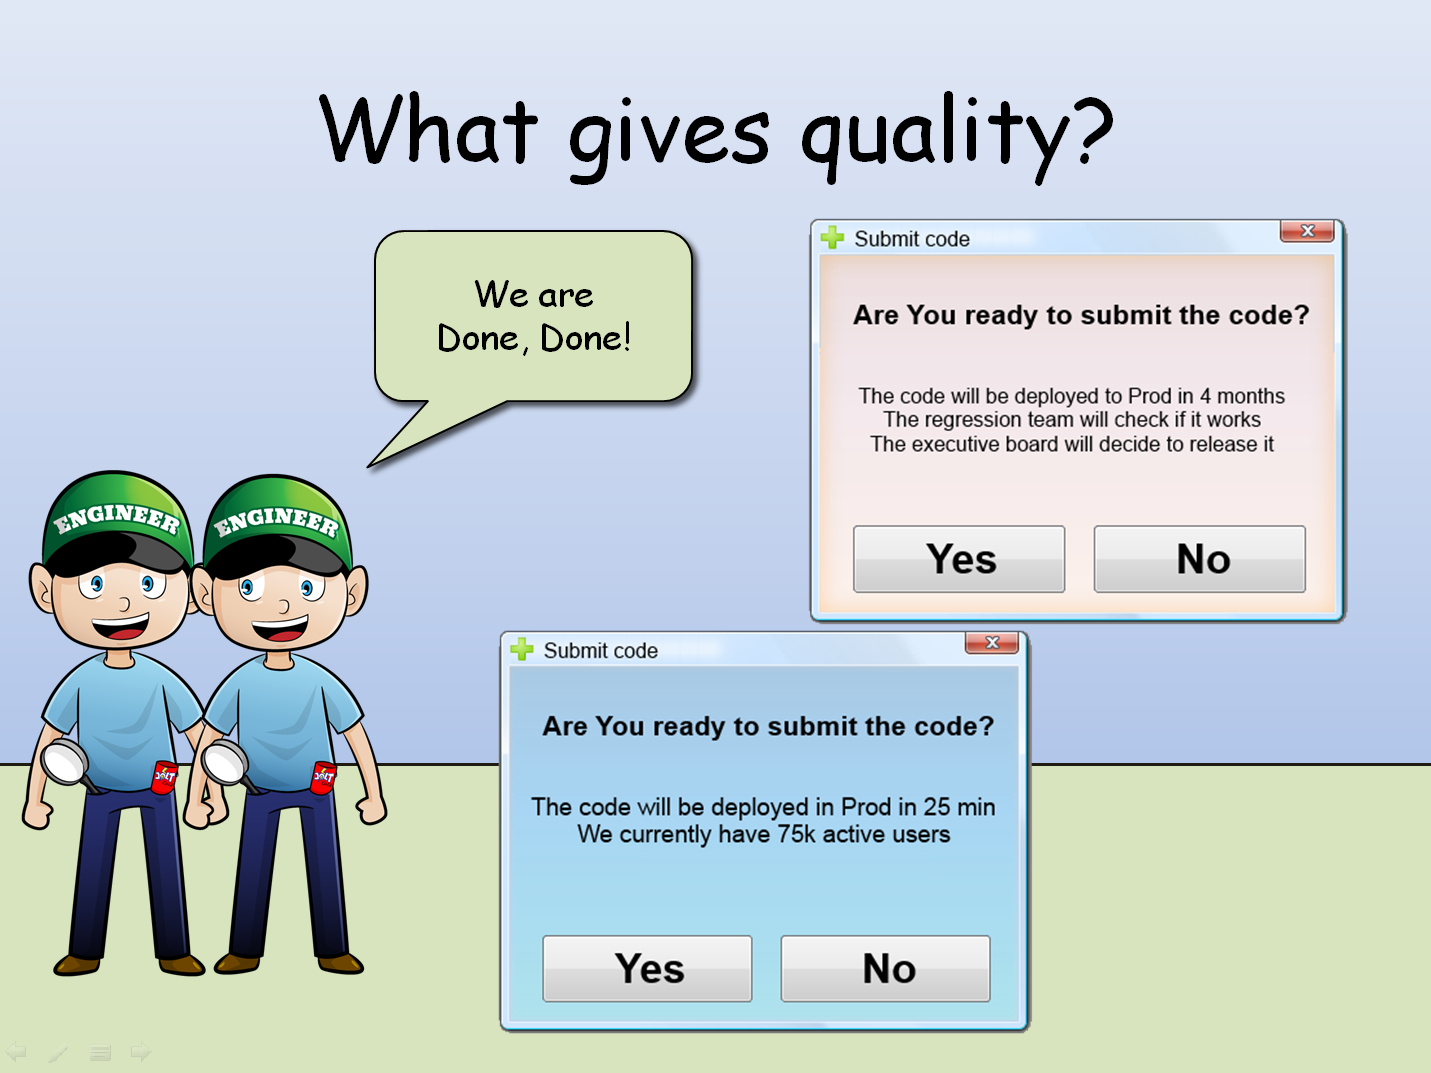 What gives quality?
We are
Done, Done!
Submit code
Are You ready to submit the code?
The code will be deployed to Prod in 4 months
The regression team will check if it works
The executive board will decide to release it
Yes No
ENGINEER ENGINEER
Submit code
Are You ready to submit the code?
The code will be deployed in Prod in 25 min
We currently have 75k active users
Yes No